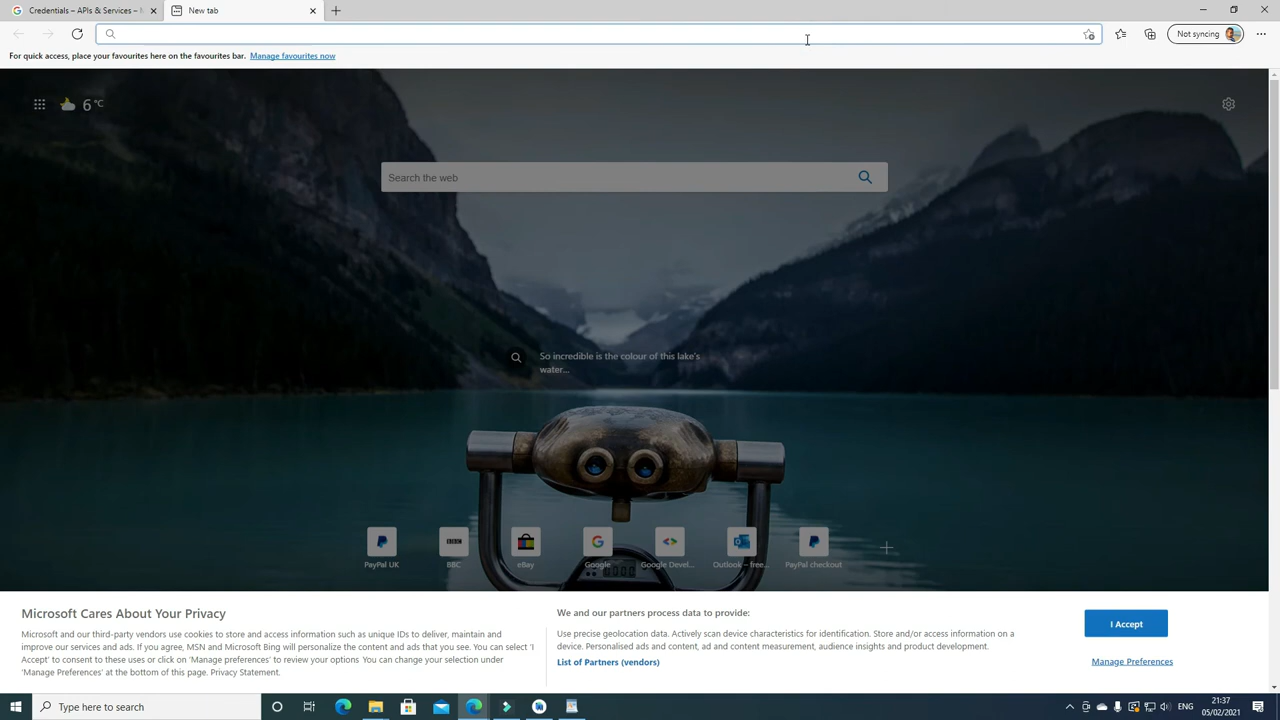 Credentials – APIs & Services –
New tab
Not syncing
For quick access, place your favourites here on the favourites bar. Manage favourites now
6 °C
Search the web
So incredible is the colour of this lake's
water...
PayPal UK
BBC
BBC
eBay
Google
Google Devel...
Outlook – free...
PayPal checkout
Microsoft Cares About Your Privacy
Microsoft and our third-party vendors use cookies to store and access information such as unique IDs to deliver, maintain and
improve our services and ads. If you agree, MSN and Microsoft Bing will personalize the content and ads that you see. You can select 'I
Accept' to consent to these uses or click on 'Manage preferences' to review your options You can change your selection under
'Manage Preferences' at the bottom of this page. Privacy Statement.
We and our partners process data to provide:
Use precise geolocation data. Actively scan device characteristics for identification. Store and/or access information on a
device. Personalised ads and content, ad and content measurement, audience insights and product development.
List of Partners (vendors)
I Accept
Manage Preferences
Type here to search
ENG
21:37
05/02/2021